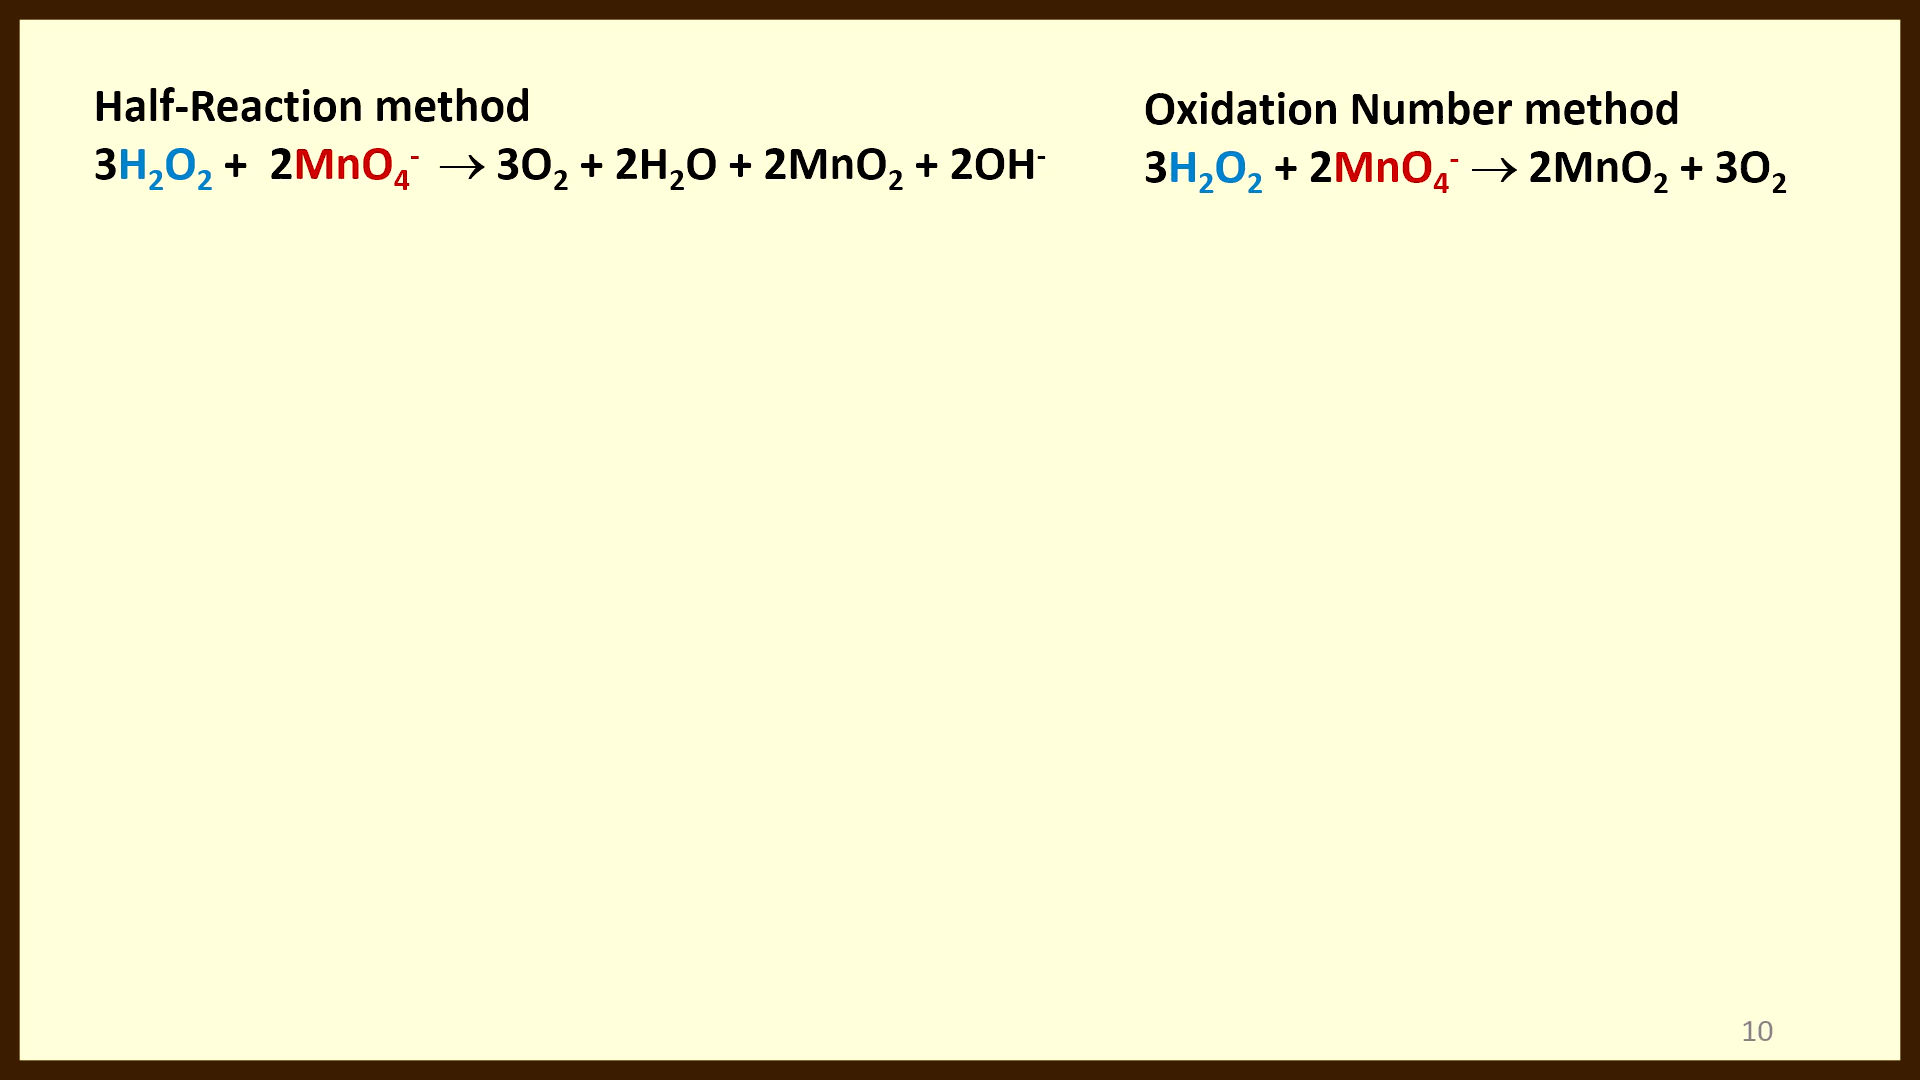 Half-Reaction method
3H₂O₂ + 2MnO₄⁻ → 3O₂ + 2H₂O + 2MnO₂ + 2OH⁻
Oxidation Number method
3H₂O₂ + 2MnO₄⁻ → 2MnO₂ + 3O₂
10